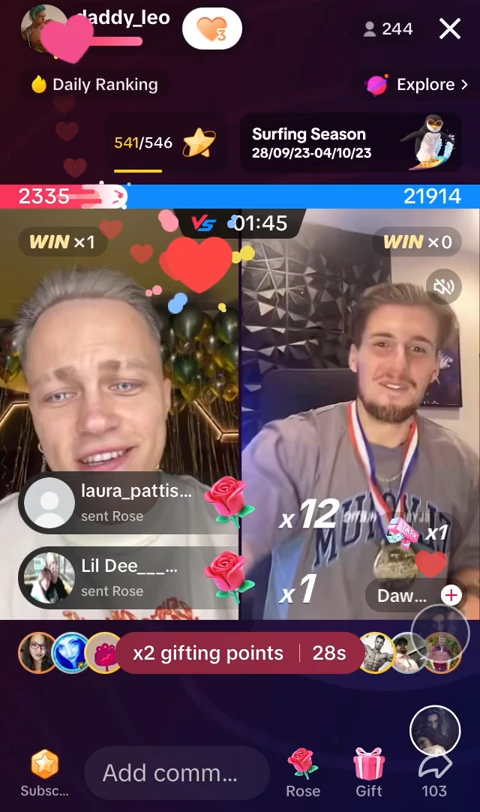 daddy_leo
3
244
Daily Ranking
Explore >
541/546
Surfing Season
28/09/23-04/10/23
2335
21914
VS 01:45
WIN ×1
WIN ×0
laura_pattis...
sent Rose
x12
x1
Lil Dee___...
sent Rose
x1
Daw...
x2 gifting points | 28s
Subsc...
Add comm...
Rose
Gift
103